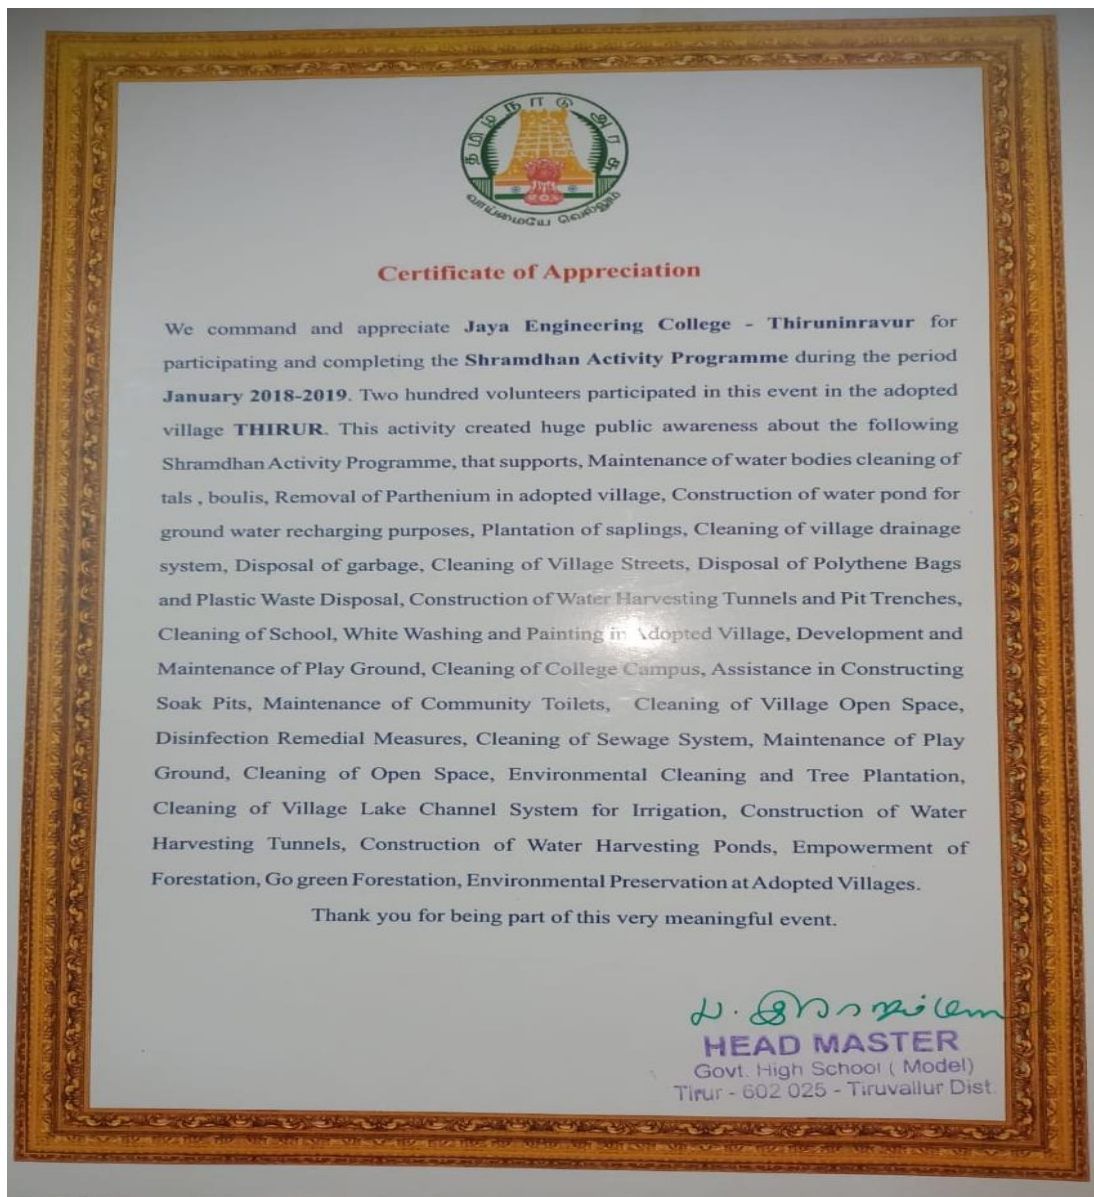 தமிழ்நாடு அரசு
வாய்மையே வெல்லும்
Certificate of Appreciation
We command and appreciate Jaya Engineering College - Thiruninravur for
participating and completing the Shramdhan Activity Programme during the period
January 2018-2019. Two hundred volunteers participated in this event in the adopted
village THIRUR. This activity created huge public awareness about the following
Shramdhan Activity Programme, that supports, Maintenance of water bodies cleaning of
tals , boulis, Removal of Parthenium in adopted village, Construction of water pond for
ground water recharging purposes, Plantation of saplings, Cleaning of village drainage
system, Disposal of garbage, Cleaning of Village Streets, Disposal of Polythene Bags
and Plastic Waste Disposal, Construction of Water Harvesting Tunnels and Pit Trenches,
Cleaning of School, White Washing and Painting in Adopted Village, Development and
Maintenance of Play Ground, Cleaning of College Campus, Assistance in Constructing
Soak Pits, Maintenance of Community Toilets, Cleaning of Village Open Space,
Disinfection Remedial Measures, Cleaning of Sewage System, Maintenance of Play
Ground, Cleaning of Open Space, Environmental Cleaning and Tree Plantation,
Cleaning of Village Lake Channel System for Irrigation, Construction of Water
Harvesting Tunnels, Construction of Water Harvesting Ponds, Empowerment of
Forestation, Go green Forestation, Environmental Preservation at Adopted Villages.
Thank you for being part of this very meaningful event.
HEAD MASTER
Govt. High School ( Model)
Tirur - 602 025 - Tiruvallur Dist.